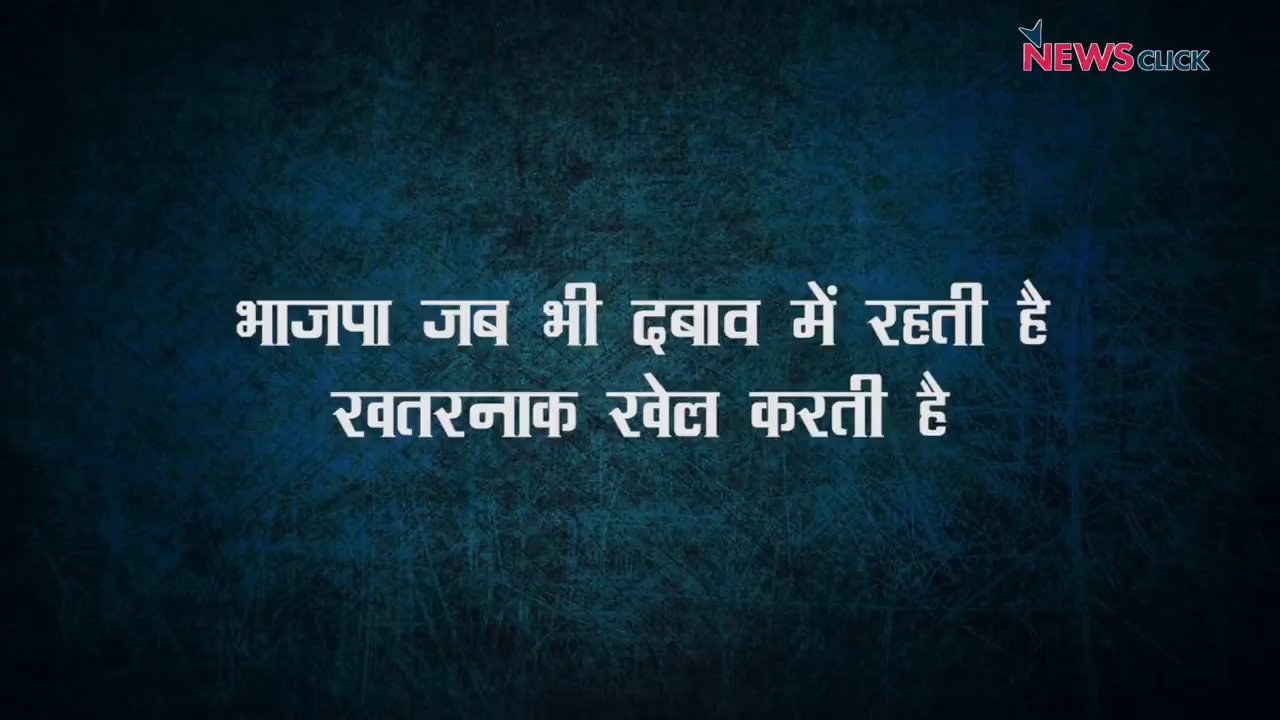 NEWSCLICK
भाजपा जब भी दबाव में रहती है
खतरनाक खेल करती है